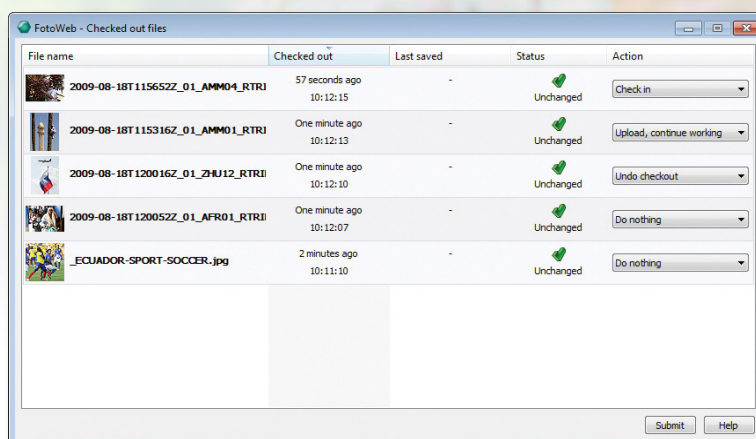 FotoWeb - Checked out files
File name Checked out Last saved Status Action
2009-08-18T115652Z_01_AMM04_RTRI 57 seconds ago - Check in
10:12:15 Unchanged
2009-08-18T115316Z_01_AMM01_RTRI One minute ago - Upload, continue working
10:12:13 Unchanged
2009-08-18T120016Z_01_ZHU12_RTRI One minute ago - Undo checkout
10:12:10 Unchanged
2009-08-18T120052Z_01_AFR01_RTRI One minute ago - Do nothing
10:12:07 Unchanged
_ECUADOR-SPORT-SOCCER.jpg 2 minutes ago - Do nothing
10:11:10 Unchanged
Submit Help